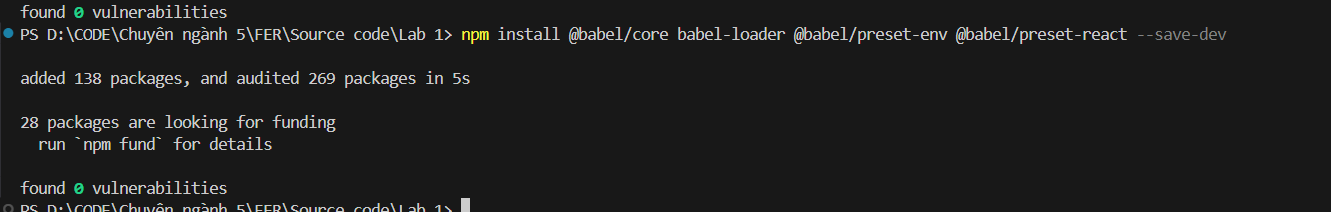 found 0 vulnerabilities
PS D:\CODE\Chuyên ngành 5\FER\Source code\Lab 1> npm install @babel/core babel-loader @babel/preset-env @babel/preset-react --save-dev
added 138 packages, and audited 269 packages in 5s
28 packages are looking for funding
run `npm fund` for details
found 0 vulnerabilities
PS D:\CODE\Chuyên ngành 5\FER\Source code\Lab 1>